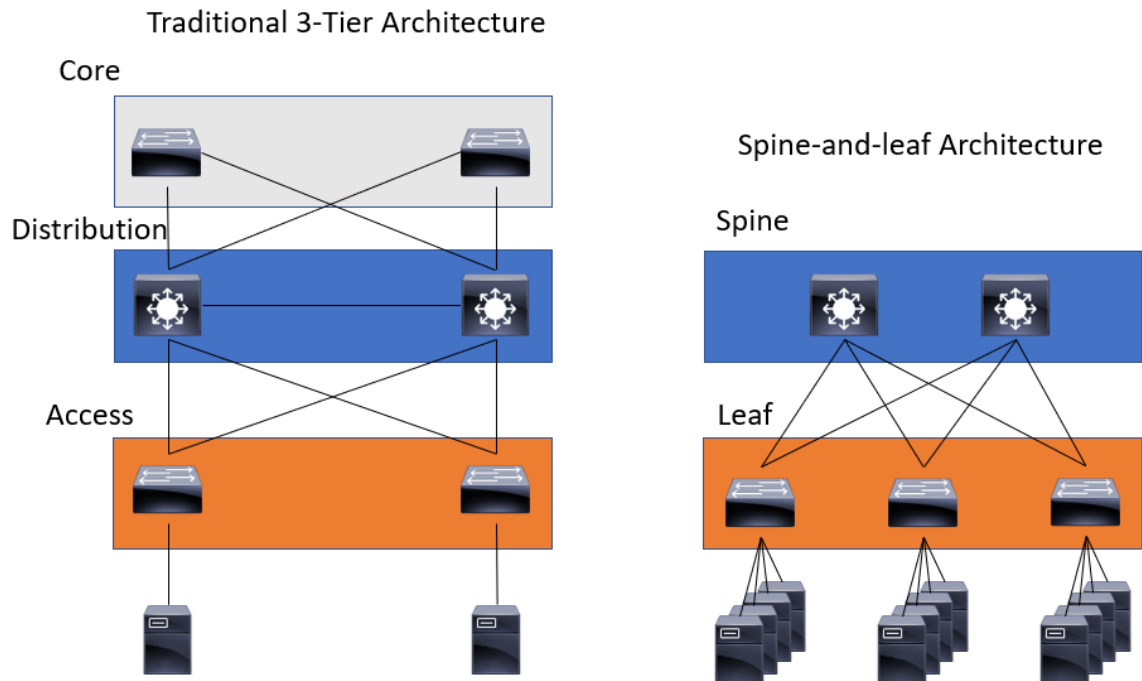 Traditional 3-Tier Architecture
Core
Distribution
Access
Spine-and-leaf Architecture
Spine
Leaf